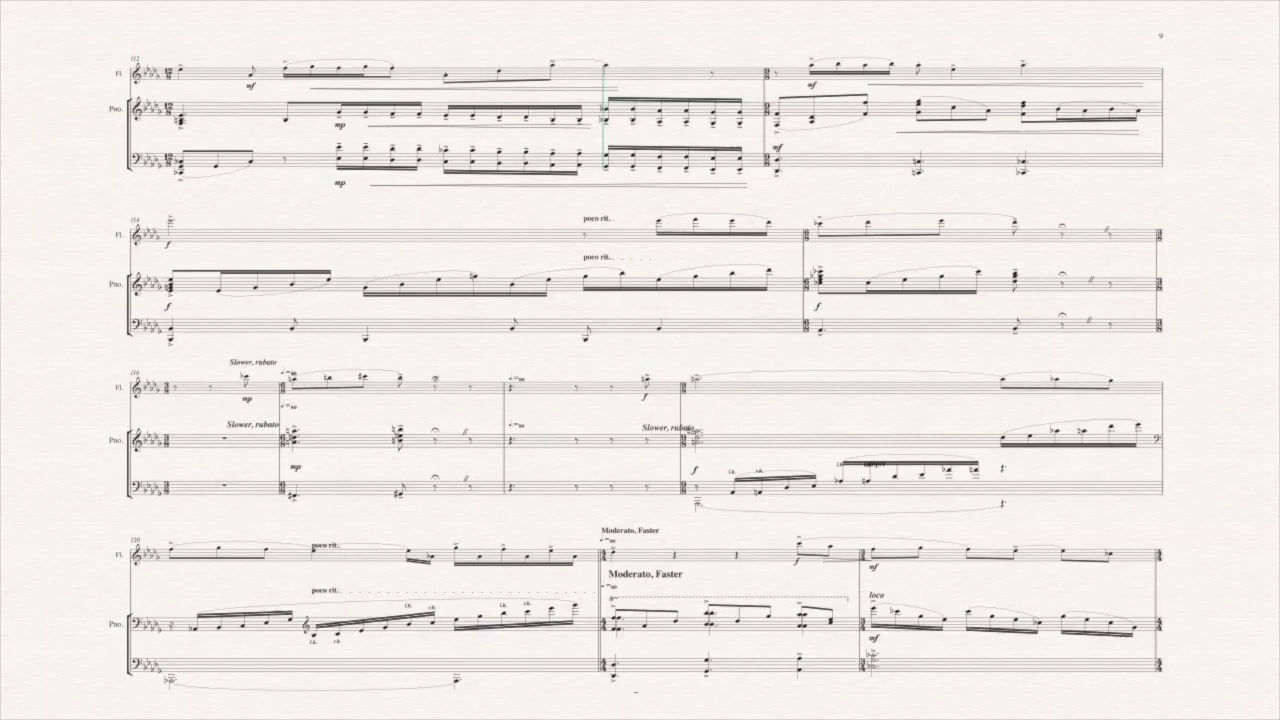 9
112
Fl.
mf
mf
Pno.
mp
mf
mp
114
poco rit.
Fl.
f
poco rit.
Pno.
f
f
116
Slower, rubato
Fl.
mp
f
Slower, rubato
Slower, rubato
Pno.
mp
f
l.h.
r.h.
120
Moderato, Faster
poco rit.
Fl.
f
mf
Moderato, Faster
poco rit.
loco
l.h.
r.h.
l.h.
r.h.
Pno.
l.h.
r.h.
mf